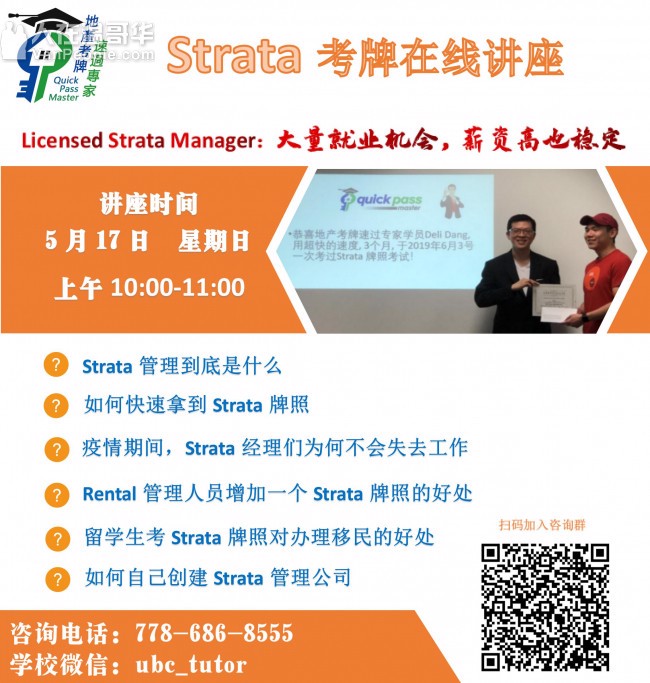 人在温哥华
VanPeople.com
地產考牌
速過專家
Quick
Pass
Master
Strata 考牌在线讲座
Licensed Strata Manager：大量就业机会，薪资高也稳定
讲座时间
5月17日 星期日
上午 10:00-11:00
quick pass
master
•恭喜地产考牌速过专家学员Deli Dang,
用超快的速度, 3个月, 于2019年6月3号
一次考过Strata 牌照考试!
? Strata 管理到底是什么
? 如何快速拿到 Strata 牌照
? 疫情期间，Strata 经理们为何不会失去工作
? Rental 管理人员增加一个 Strata 牌照的好处
? 留学生考 Strata 牌照对办理移民的好处
? 如何自己创建 Strata 管理公司
扫码加入咨询群
咨询电话：778-686-8555
学校微信：ubc_tutor